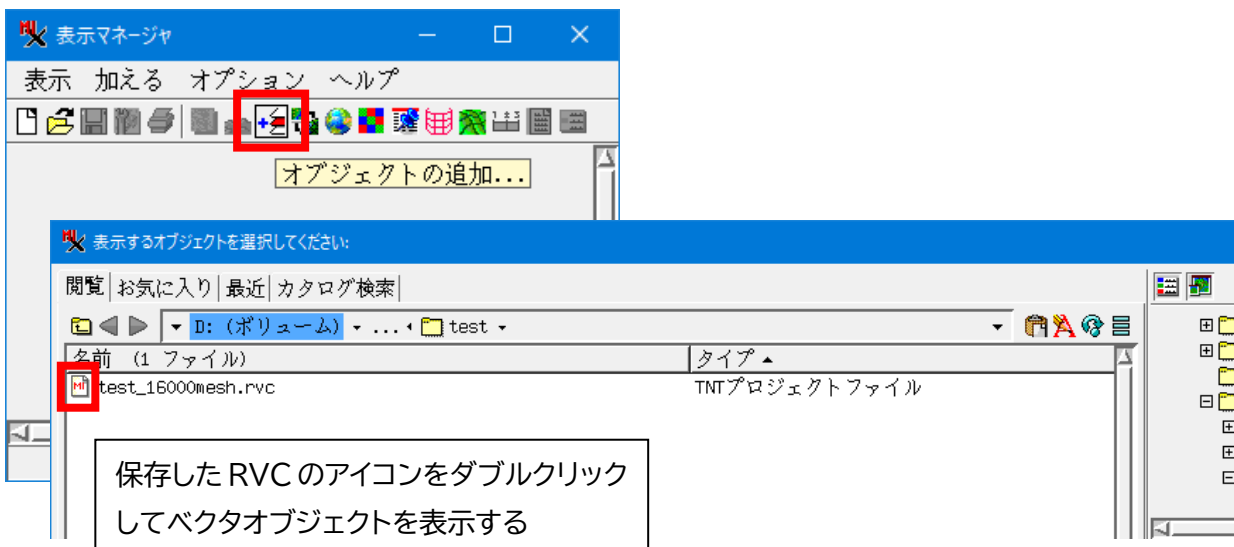 表示マネージャ
表示 加える オプション ヘルプ
オブジェクトの追加...
表示するオブジェクトを選択してください:
閲覧 お気に入り 最近 カタログ検索
D: (ボリューム) ... test
名前 (1 ファイル) タイプ
test_16000mesh.rvc TNTプロジェクトファイル
保存した RVC のアイコンをダブルクリック
してベクタオブジェクトを表示する